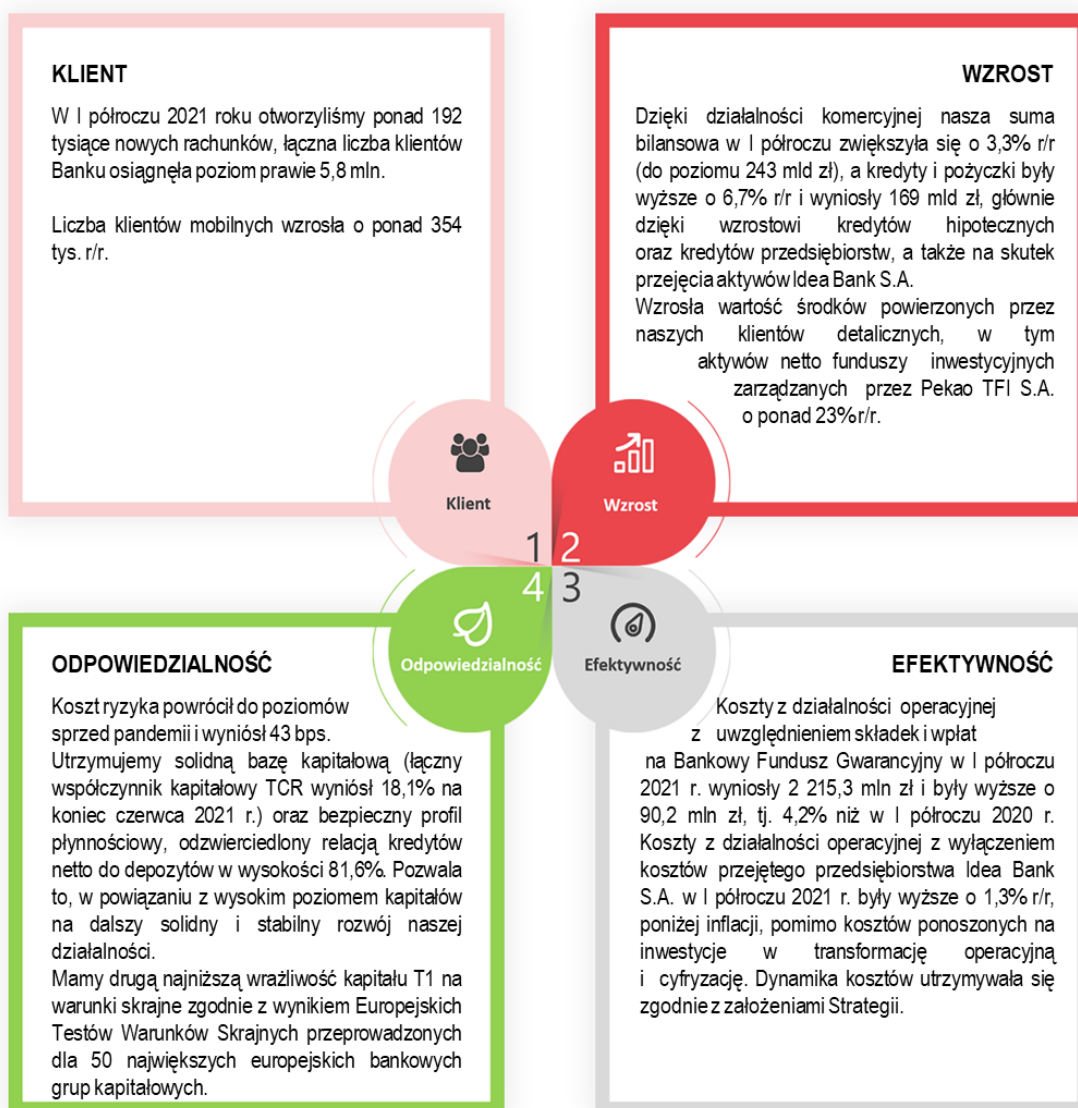 KLIENT
W I półroczu 2021 roku otworzyliśmy ponad 192
tysiące nowych rachunków, łączna liczba klientów
Banku osiągnęła poziom prawie 5,8 mln.
Liczba klientów mobilnych wzrosła o ponad 354
tys. r/r.
WZROST
Dzięki działalności komercyjnej nasza suma
bilansowa w I półroczu zwiększyła się o 3,3% r/r
(do poziomu 243 mld zł), a kredyty i pożyczki były
wyższe o 6,7% r/r i wyniosły 169 mld zł, głównie
dzięki wzrostowi kredytów hipotecznych
oraz kredytów przedsiębiorstw, a także na skutek
przejęcia aktywów Idea Bank S.A.
Wzrosła wartość środków powierzonych przez
naszych klientów detalicznych, w tym
aktywów netto funduszy inwestycyjnych
zarządzanych przez Pekao TFI S.A.
o ponad 23% r/r.
Klient
Wzrost
1 2
4 3
Odpowiedzialność
Efektywność
ODPOWIEDZIALNOŚĆ
Koszt ryzyka powrócił do poziomów
sprzed pandemii i wyniósł 43 bps.
Utrzymujemy solidną bazę kapitałową (łączny
współczynnik kapitałowy TCR wyniósł 18,1% na
koniec czerwca 2021 r.) oraz bezpieczny profil
płynnościowy, odzwierciedlony relacją kredytów
netto do depozytów w wysokości 81,6%. Pozwala
to, w powiązaniu z wysokim poziomem kapitałów
na dalszy solidny i stabilny rozwój naszej
działalności.
Mamy drugą najniższą wrażliwość kapitału T1 na
warunki skrajne zgodnie z wynikiem Europejskich
Testów Warunków Skrajnych przeprowadzonych
dla 50 największych europejskich bankowych
grup kapitałowych.
EFEKTYWNOŚĆ
Koszty z działalności operacyjnej
z uwzględnieniem składek i wpłat
na Bankowy Fundusz Gwarancyjny w I półroczu
2021 r. wyniosły 2 215,3 mln zł i były wyższe o
90,2 mln zł, tj. 4,2% niż w I półroczu 2020 r.
Koszty z działalności operacyjnej z wyłączeniem
kosztów przejętego przedsiębiorstwa Idea Bank
S.A. w I półroczu 2021 r. były wyższe o 1,3% r/r,
poniżej inflacji, pomimo kosztów ponoszonych na
inwestycje w transformację operacyjną
i cyfryzację. Dynamika kosztów utrzymywała się
zgodnie z założeniami Strategii.